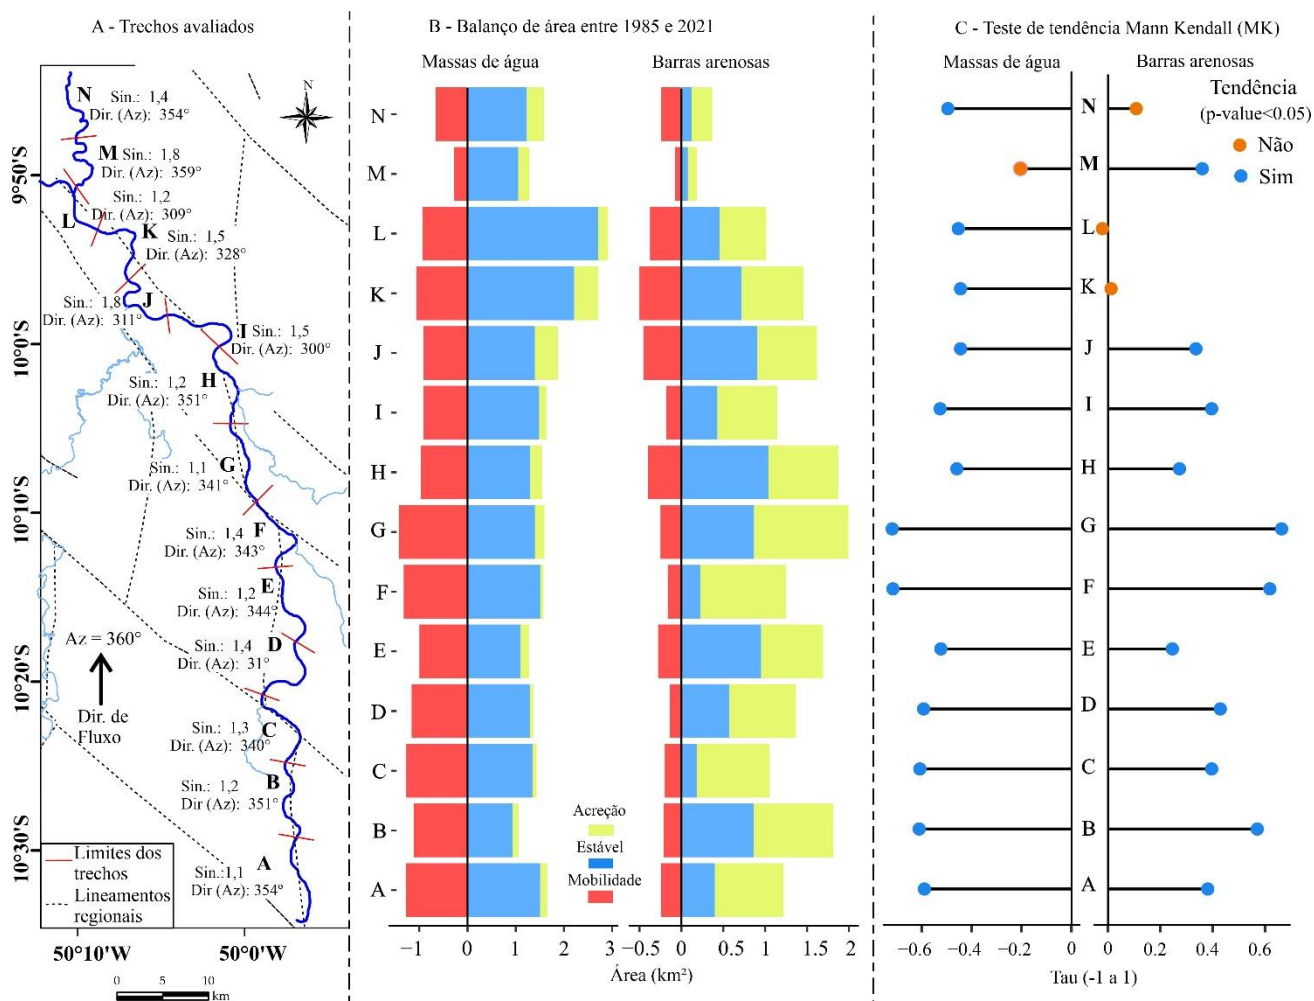 A - Trechos avaliados
N
N
Sin.: 1,4
Dir. (Az): 354°
M
Sin.: 1,8
Dir. (Az): 359°
Sin.: 1,2
Dir. (Az): 309°
L
K
Sin.: 1,5
Dir. (Az): 328°
Sin.: 1,8
Dir. (Az): 311°
J
I
Sin.: 1,5
Dir. (Az): 300°
H
Sin.: 1,2
Dir. (Az): 351°
G
Sin.: 1,1
Dir. (Az): 341°
F
Sin.: 1,4
Dir. (Az): 343°
E
Sin.: 1,2
Dir. (Az): 344°
D
Sin.: 1,4
Dir. (Az): 31°
C
Sin.: 1,3
Dir. (Az): 340°
B
Sin.: 1,2
Dir (Az): 351°
A
Sin.:1,1
Dir (Az): 354°
Az = 360°
Dir. de
Fluxo
Limites dos
trechos
Lineamentos
regionais
9°50'S
10°0'S
10°10'S
10°20'S
10°30'S
50°10'W
50°0'W
0 5 10
km
B - Balanço de área entre 1985 e 2021
Massas de água
Barras arenosas
N
M
L
K
J
I
H
G
F
E
D
C
B
A
Acreção
Estável
Mobilidade
−1 0 1 2 3
−0.5 0 0.5 1 1.5 2
Área (km²)
C - Teste de tendência Mann Kendall (MK)
Massas de água
Barras arenosas
Tendência
(p-value<0.05)
Não
Sim
N
M
L
K
J
I
H
G
F
E
D
C
B
A
−0.6 −0.4 −0.2 0
0 0.2 0.4 0.6
Tau (-1 a 1)